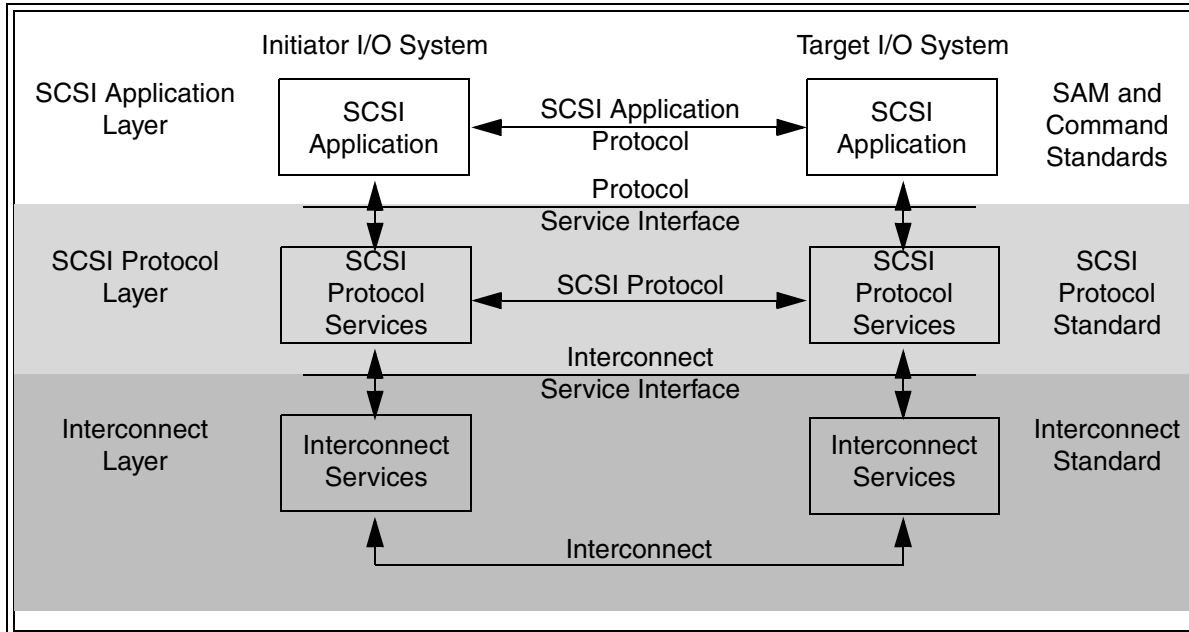 Initiator I/O System
Target I/O System
SCSI Application
Layer
SCSI
Application
SCSI Application
Protocol
SCSI
Application
SAM and
Command
Standards
Protocol
Service Interface
SCSI Protocol
Layer
SCSI
Protocol
Services
SCSI Protocol
SCSI
Protocol
Services
SCSI
Protocol
Standard
Interconnect
Service Interface
Interconnect
Layer
Interconnect
Services
Interconnect
Services
Interconnect
Standard
Interconnect